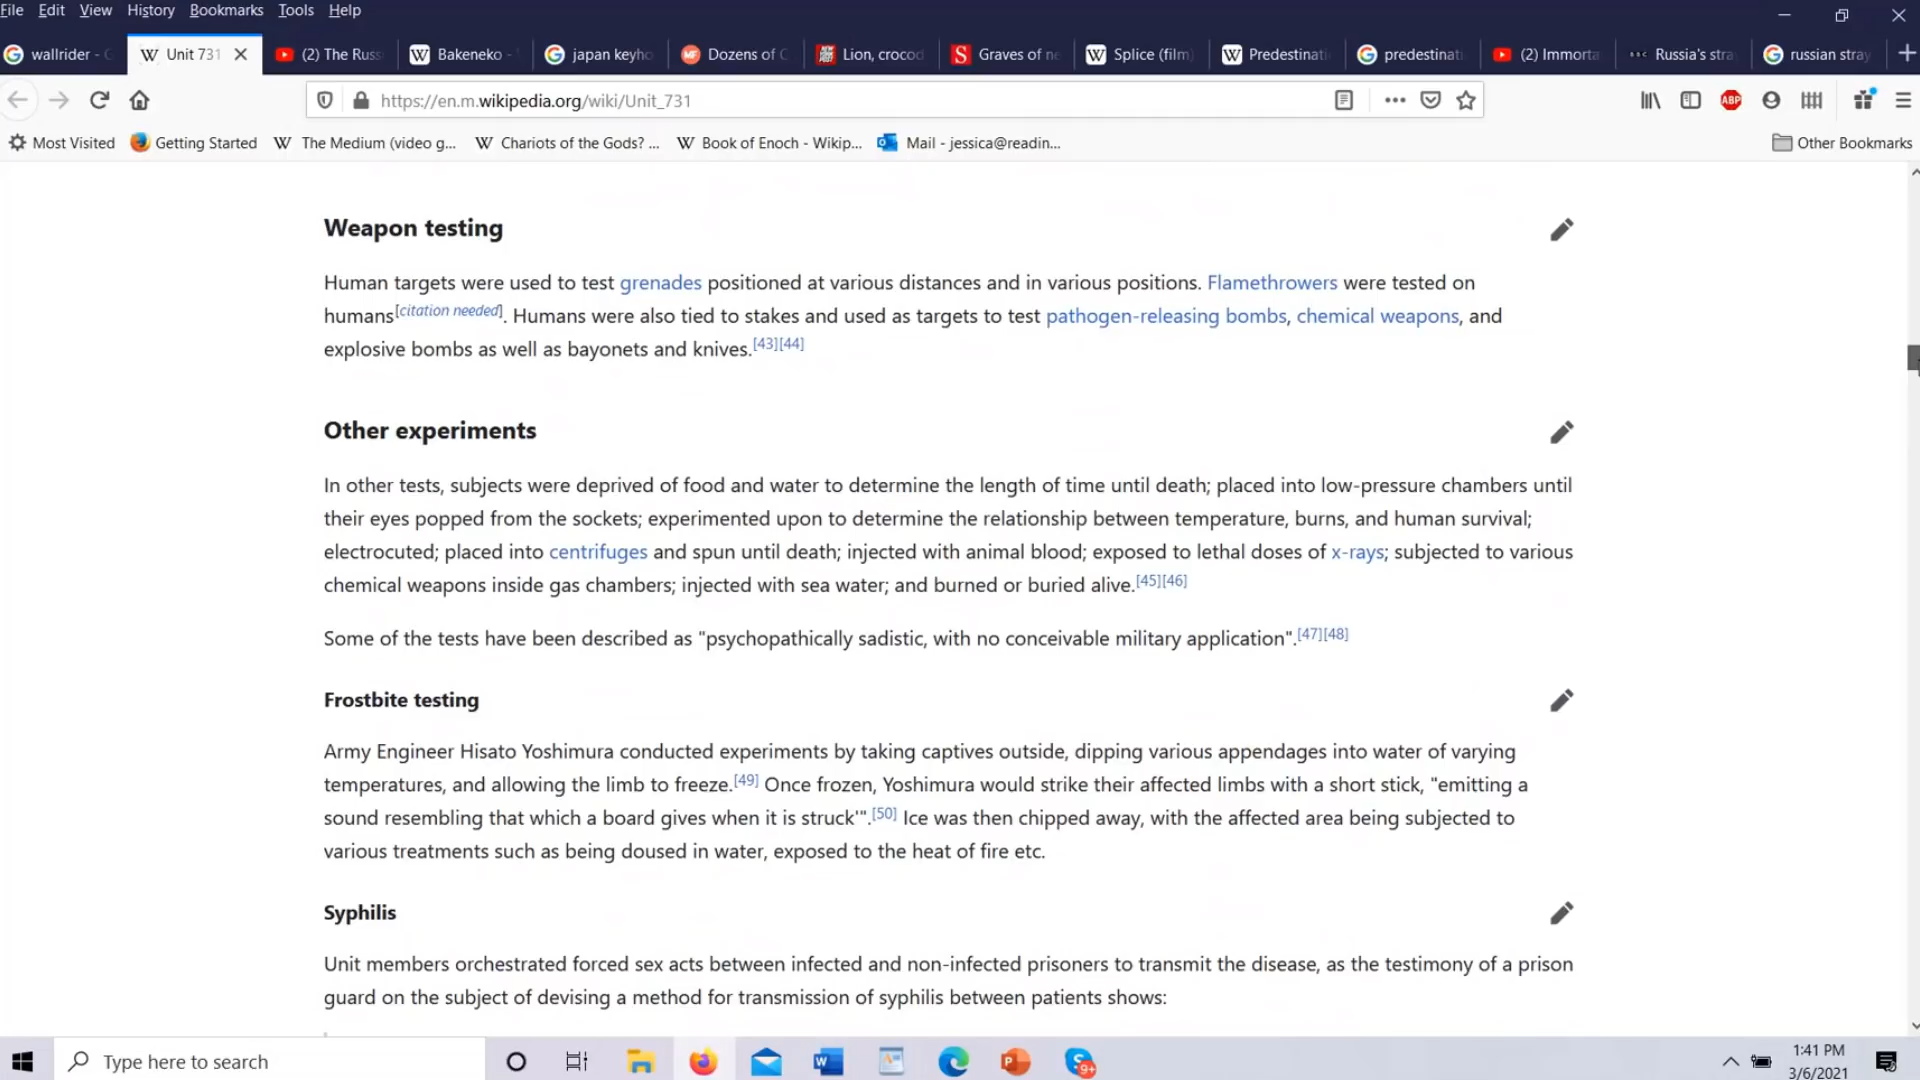 File Edit View History Bookmarks Tools Help
wallrider - G Unit 731 (2) The Russ Bakeneko - japan keyho Dozens of C Lion, crocod Graves of ne Splice (film) Predestinati predestinati (2) Immorta BBC Russia's stra russian stray
https://en.m.wikipedia.org/wiki/Unit_731 ABP
Most Visited Getting Started The Medium (video g... Chariots of the Gods? ... Book of Enoch - Wikip... Mail - jessica@readin... Other Bookmarks
Weapon testing
Human targets were used to test grenades positioned at various distances and in various positions. Flamethrowers were tested on
humans[citation needed]. Humans were also tied to stakes and used as targets to test pathogen-releasing bombs, chemical weapons, and
explosive bombs as well as bayonets and knives.[43][44]
Other experiments
In other tests, subjects were deprived of food and water to determine the length of time until death; placed into low-pressure chambers until
their eyes popped from the sockets; experimented upon to determine the relationship between temperature, burns, and human survival;
electrocuted; placed into centrifuges and spun until death; injected with animal blood; exposed to lethal doses of x-rays; subjected to various
chemical weapons inside gas chambers; injected with sea water; and burned or buried alive.[45][46]
Some of the tests have been described as "psychopathically sadistic, with no conceivable military application".[47][48]
Frostbite testing
Army Engineer Hisato Yoshimura conducted experiments by taking captives outside, dipping various appendages into water of varying
temperatures, and allowing the limb to freeze.[49] Once frozen, Yoshimura would strike their affected limbs with a short stick, "emitting a
sound resembling that which a board gives when it is struck'".[50] Ice was then chipped away, with the affected area being subjected to
various treatments such as being doused in water, exposed to the heat of fire etc.
Syphilis
Unit members orchestrated forced sex acts between infected and non-infected prisoners to transmit the disease, as the testimony of a prison
guard on the subject of devising a method for transmission of syphilis between patients shows:
Type here to search 9+ 1:41 PM
3/6/2021